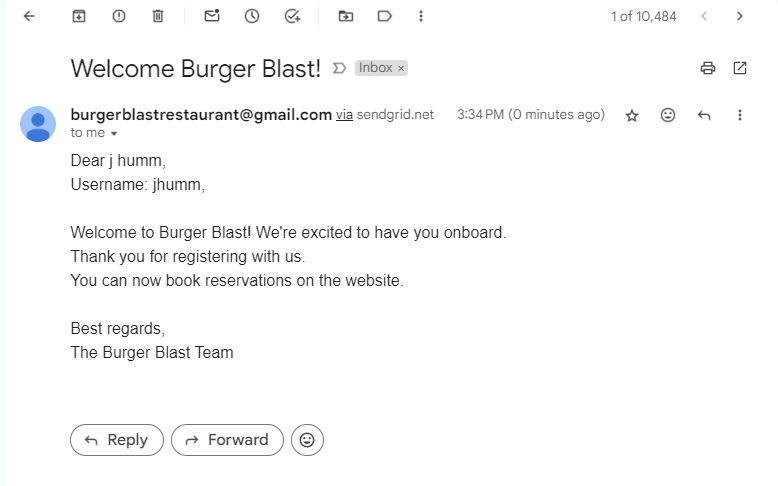 1 of 10,484
Welcome Burger Blast! Inbox ×
burgerblastrestaurant@gmail.com via sendgrid.net 3:34 PM (0 minutes ago)
to me
Dear j humm,
Username: jhumm,
Welcome to Burger Blast! We're excited to have you onboard.
Thank you for registering with us.
You can now book reservations on the website.
Best regards,
The Burger Blast Team
Reply Forward